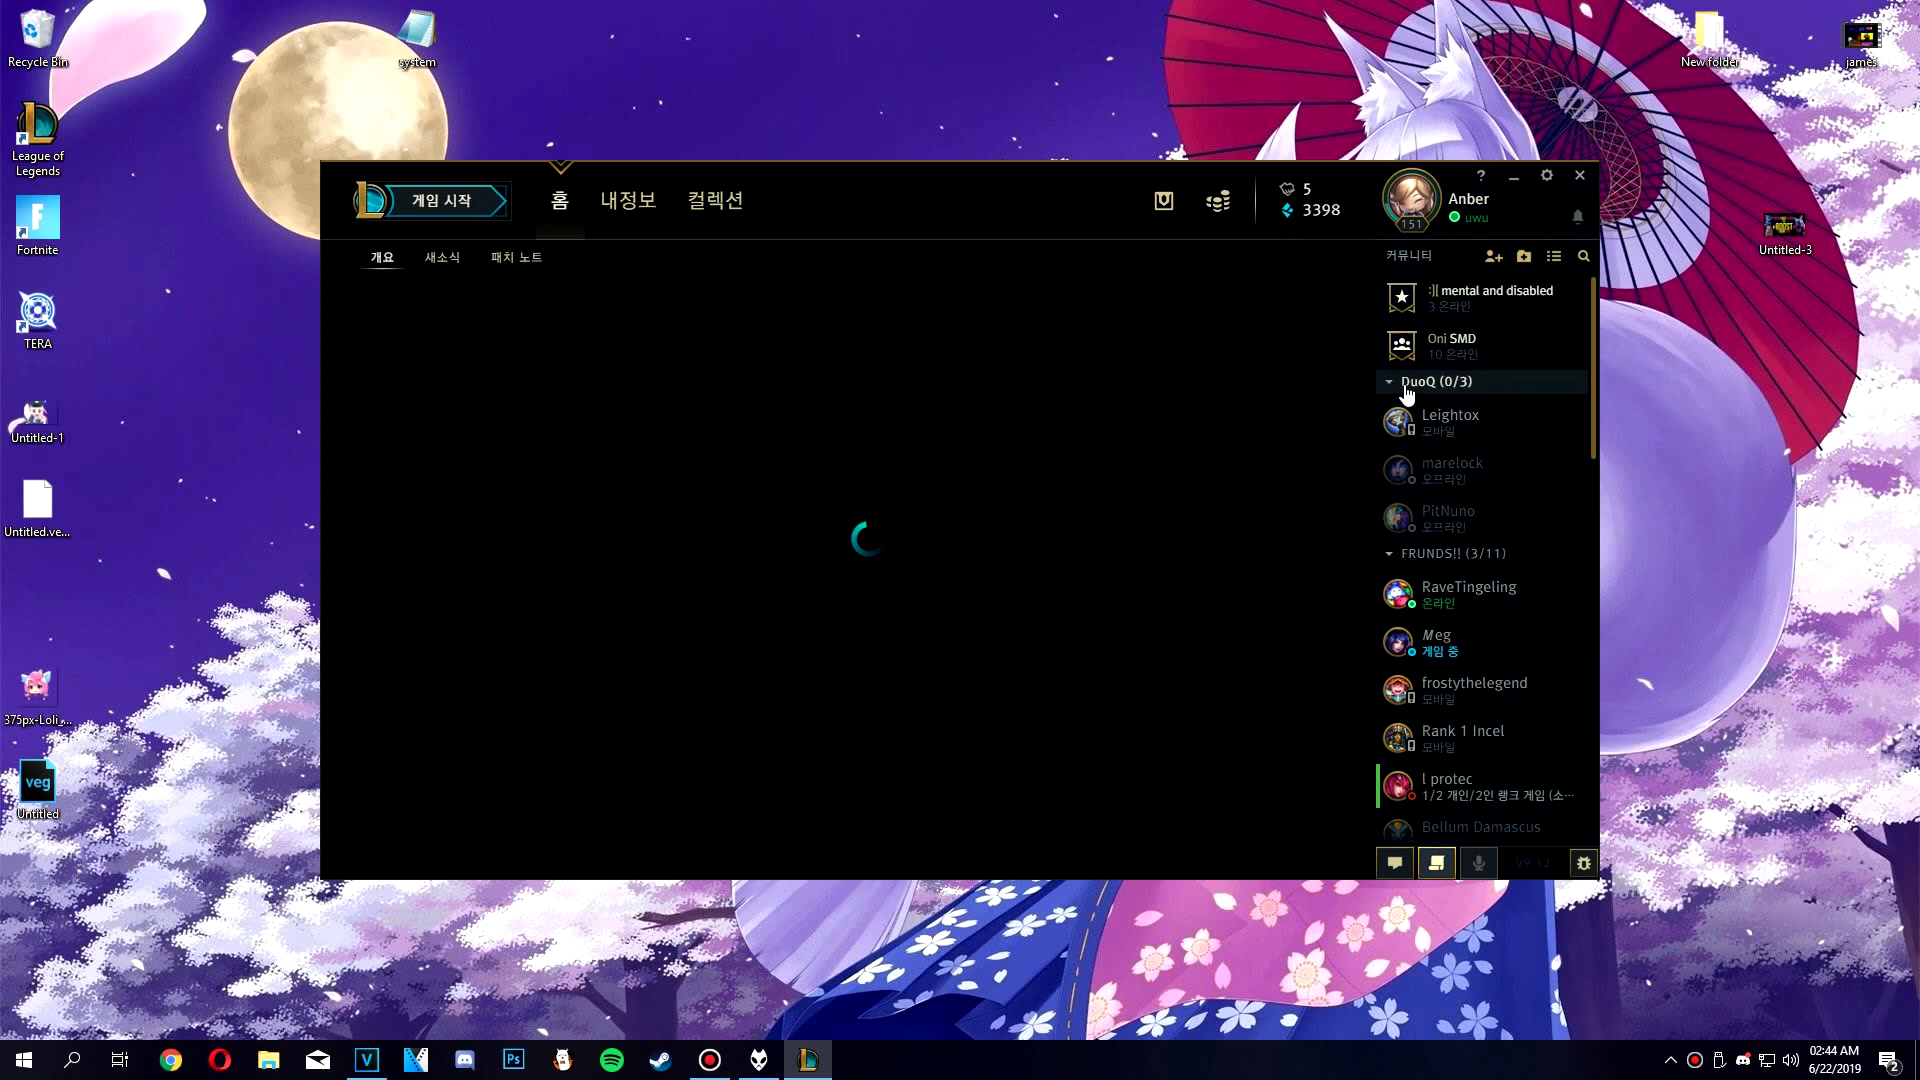 Recycle Bin
system
New folder
james
League of
Legends
Fortnite
TERA
Untitled-1
Untitled.ve...
375px-Loli_...
veg
Untitled
Untitled-3
게임 시작
홈
내정보
컬렉션
5
3398
151
Anber
uwu
개요
새소식
패치 노트
커뮤니티
:][ mental and disabled
3 온라인
Oni SMD
10 온라인
DuoQ (0/3)
Leightox
모바일
marelock
오프라인
PitNuno
오프라인
FRUNDS!! (3/11)
RaveTingeling
온라인
Meg
게임 중
frostythelegend
모바일
Rank 1 Incel
모바일
l protec
1/2 개인/2인 랭크 게임 (소…
Bellum Damascus
V9.12
Ps
02:44 AM
6/22/2019
2